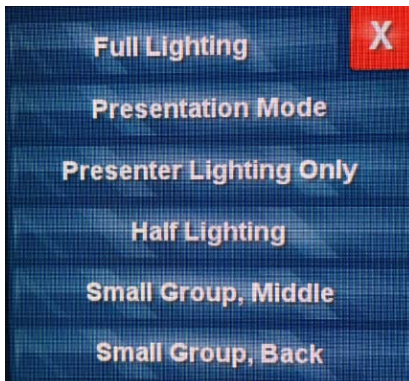 Full Lighting
X
Presentation Mode
Presenter Lighting Only
Half Lighting
Small Group, Middle
Small Group, Back